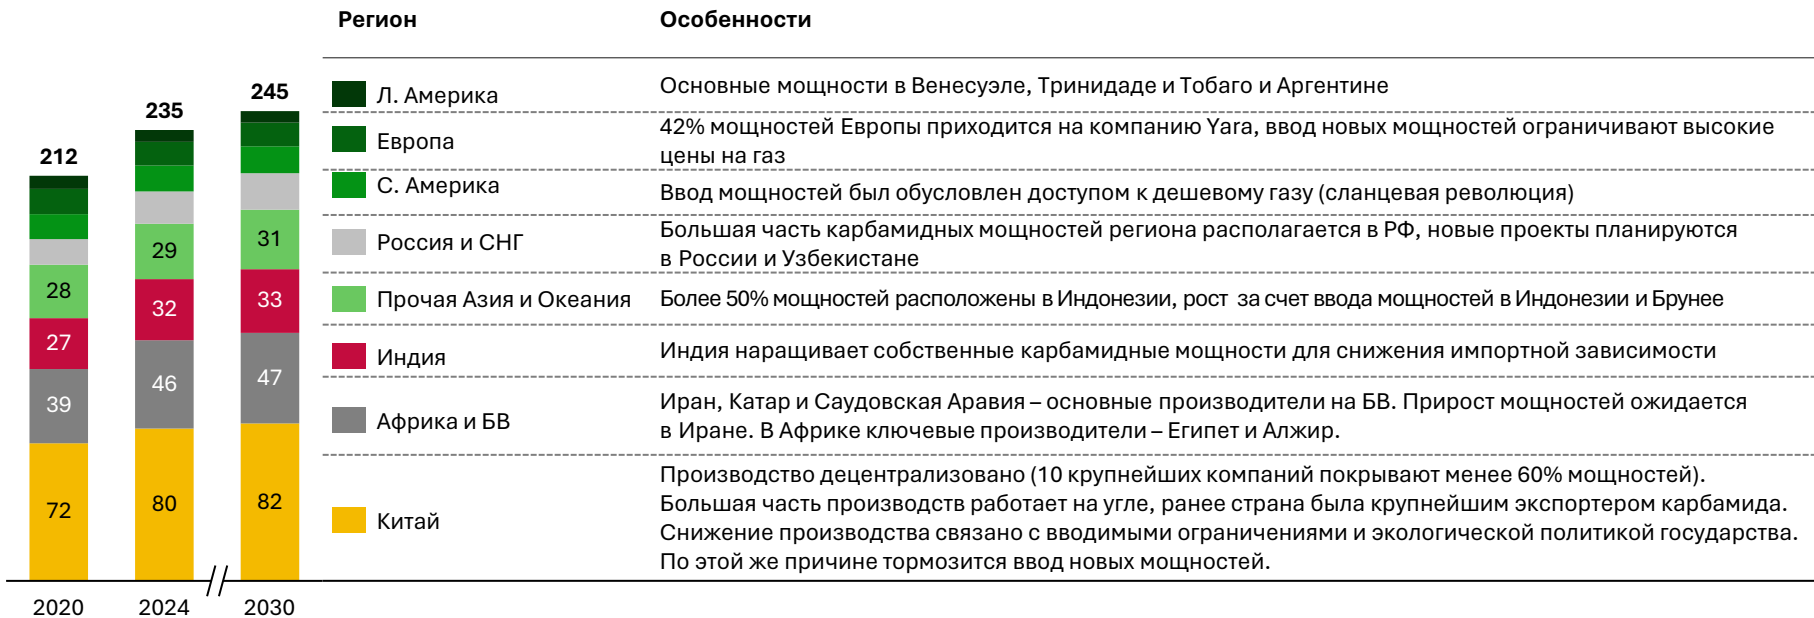 Регион Особенности
212
235
245
28
27
39
72
29
32
46
80
31
33
47
82
2020 2024 2030
Л. Америка
Основные мощности в Венесуэле, Тринидаде и Тобаго и Аргентине
Европа
42% мощностей Европы приходится на компанию Yara, ввод новых мощностей ограничивают высокие
цены на газ
С. Америка
Ввод мощностей был обусловлен доступом к дешевому газу (сланцевая революция)
Россия и СНГ
Большая часть карбамидных мощностей региона располагается в РФ, новые проекты планируются
в России и Узбекистане
Прочая Азия и Океания
Более 50% мощностей расположены в Индонезии, рост за счет ввода мощностей в Индонезии и Брунее
Индия
Индия наращивает собственные карбамидные мощности для снижения импортной зависимости
Африка и БВ
Иран, Катар и Саудовская Аравия – основные производители на БВ. Прирост мощностей ожидается
в Иране. В Африке ключевые производители – Египет и Алжир.
Китай
Производство децентрализовано (10 крупнейших компаний покрывают менее 60% мощностей).
Большая часть производств работает на угле, ранее страна была крупнейшим экспортером карбамида.
Снижение производства связано с вводимыми ограничениями и экологической политикой государства.
По этой же причине тормозится ввод новых мощностей.